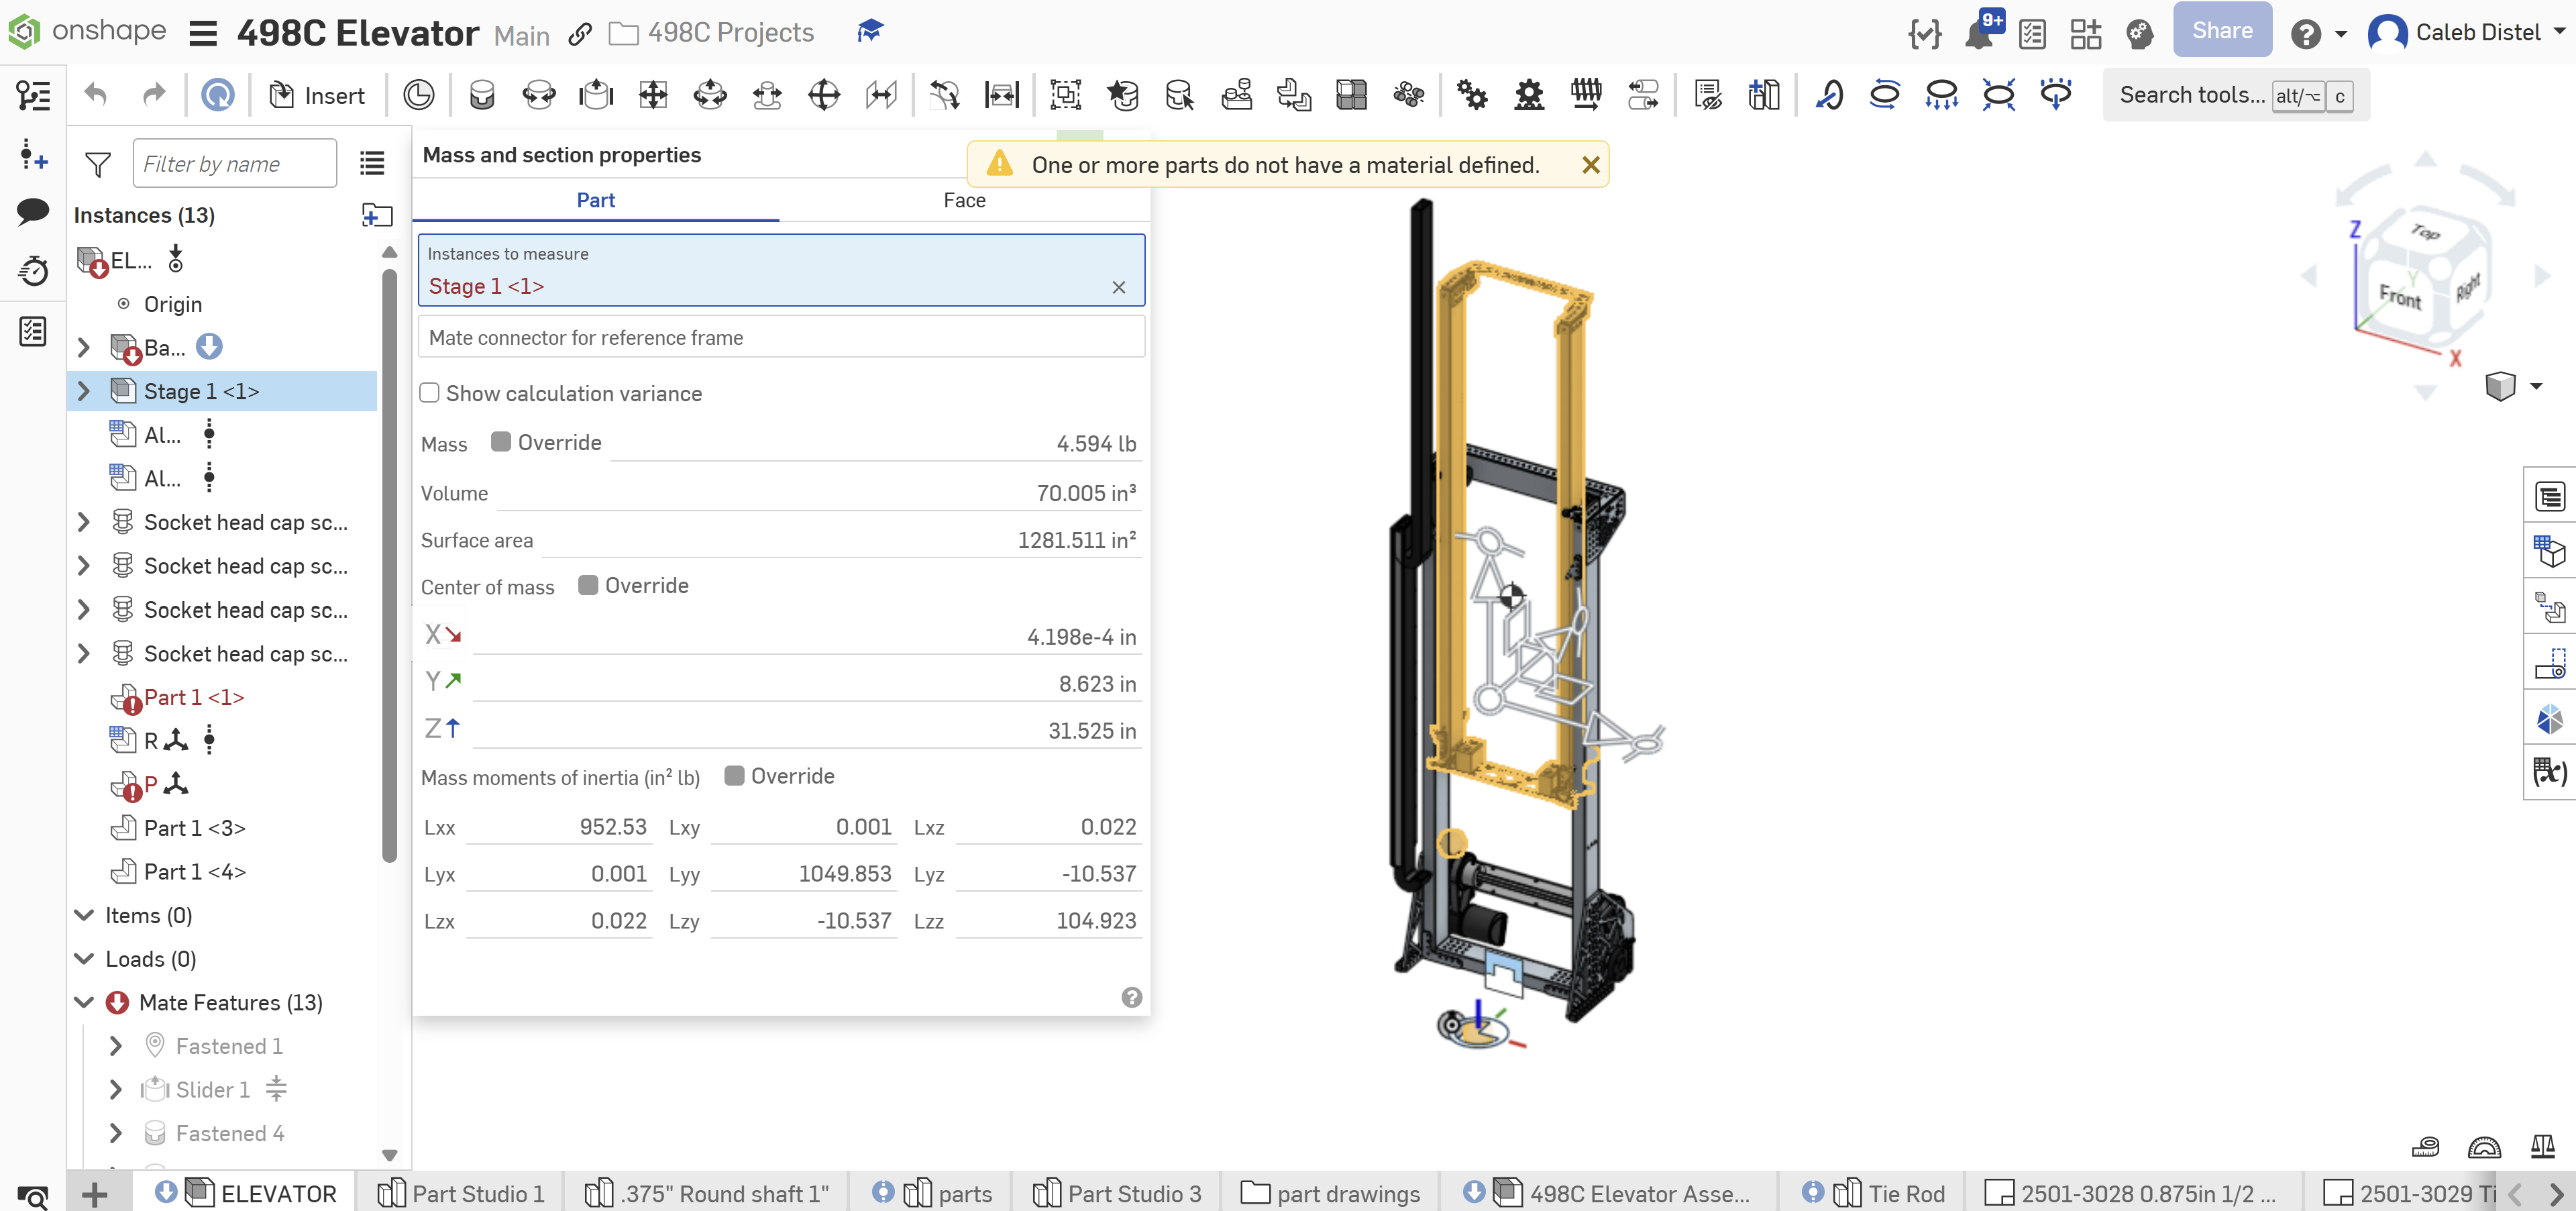 onshape 498C Elevator Main 498C Projects 9+ Share Caleb Distel
Insert Search tools... alt/⌥ c
Filter by name
Instances (13)
EL...
Origin
Ba...
Stage 1 <1>
Al...
Al...
Socket head cap sc...
Socket head cap sc...
Socket head cap sc...
Socket head cap sc...
Part 1 <1>
R
P
Part 1 <3>
Part 1 <4>
Items (0)
Loads (0)
Mate Features (13)
Fastened 1
Slider 1
Fastened 4
Mass and section properties
One or more parts do not have a material defined.
Part Face
Instances to measure
Stage 1 <1>
Mate connector for reference frame
Show calculation variance
Mass Override 4.594 lb
Volume 70.005 in³
Surface area 1281.511 in²
Center of mass Override
X 4.198e-4 in
Y 8.623 in
Z 31.525 in
Mass moments of inertia (in² lb) Override
Lxx 952.53 Lxy 0.001 Lxz 0.022
Lyx 0.001 Lyy 1049.853 Lyz -10.537
Lzx 0.022 Lzy -10.537 Lzz 104.923
Z
Top
Y
Front
Right
X
ELEVATOR Part Studio 1 .375" Round shaft 1" parts Part Studio 3 part drawings 498C Elevator Asse... Tie Rod 2501-3028 0.875in 1/2 ... 2501-3029 Ti